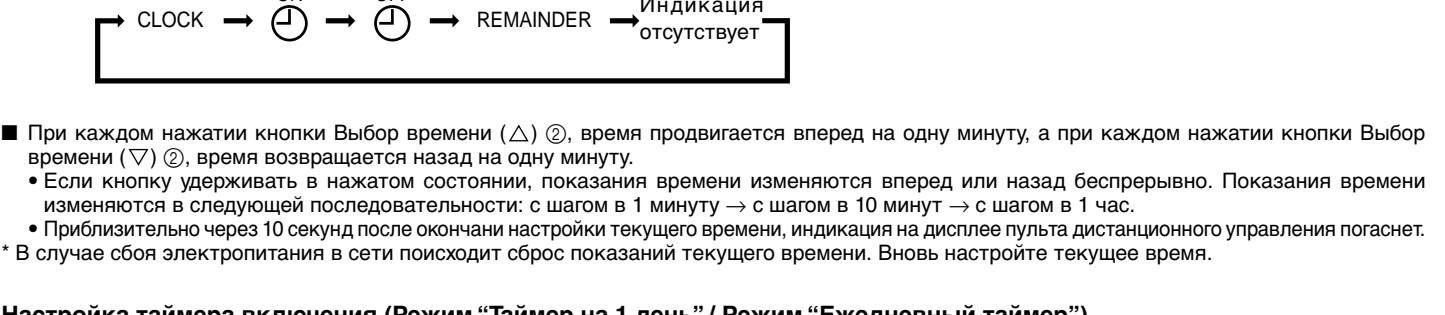 Индикация
CLOCK → → → REMAINDER → отсутствует
■ При каждом нажатии кнопки Выбор времени (△) ②, время продвигается вперед на одну минуту, а при каждом нажатии кнопки Выбор
времени (▽) ②, время возвращается назад на одну минуту.
• Если кнопку удерживать в нажатом состоянии, показания времени изменяются вперед или назад беспрерывно. Показания времени
изменяются в следующей последовательности: с шагом в 1 минуту → с шагом в 10 минут → с шагом в 1 час.
• Приблизительно через 10 секунд после окончани настройки текущего времени, индикация на дисплее пульта дистанционного управления погаснет.
* В случае сбоя электропитания в сети поисходит сброс показаний текущего времени. Вновь настройте текущее время.
Настройка таймера включения (Режим “Таймер на 1 день” / Режим “Ежедневный таймер”)